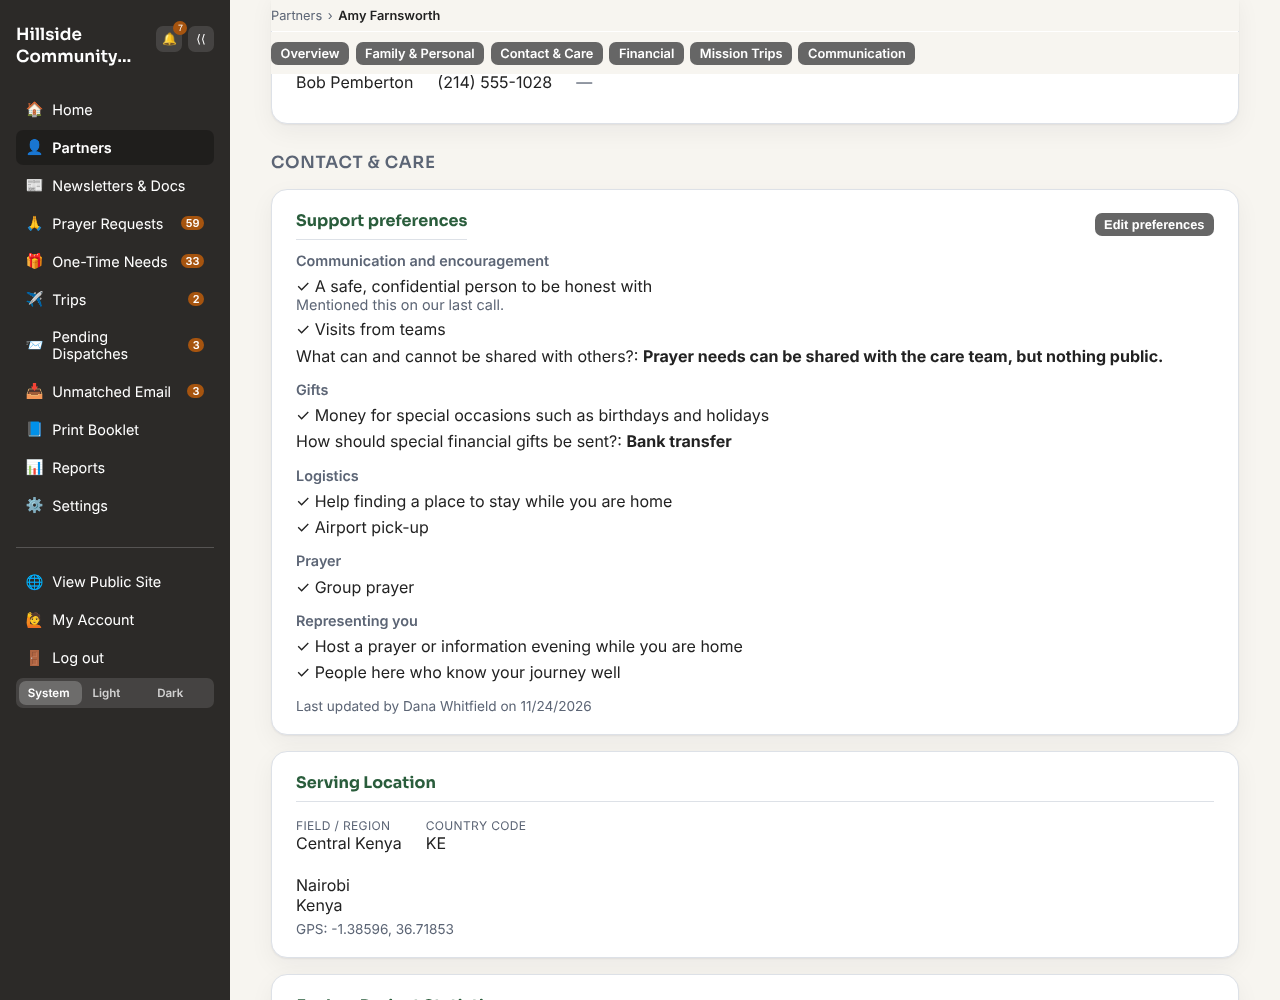 Hillside
Community...
7
⟨⟨
Home
Partners
Newsletters & Docs
Prayer Requests 59
One-Time Needs 33
Trips 2
Pending
Dispatches 3
Unmatched Email 3
Print Booklet
Reports
Settings
View Public Site
My Account
Log out
System Light Dark
Partners › Amy Farnsworth
Overview Family & Personal Contact & Care Financial Mission Trips Communication
Bob Pemberton (214) 555-1028 —
CONTACT & CARE
Support preferences
Edit preferences
Communication and encouragement
✓ A safe, confidential person to be honest with
Mentioned this on our last call.
✓ Visits from teams
What can and cannot be shared with others?: Prayer needs can be shared with the care team, but nothing public.
Gifts
✓ Money for special occasions such as birthdays and holidays
How should special financial gifts be sent?: Bank transfer
Logistics
✓ Help finding a place to stay while you are home
✓ Airport pick-up
Prayer
✓ Group prayer
Representing you
✓ Host a prayer or information evening while you are home
✓ People here who know your journey well
Last updated by Dana Whitfield on 11/24/2026
Serving Location
FIELD / REGION COUNTRY CODE
Central Kenya KE
Nairobi
Kenya
GPS: -1.38596, 36.71853